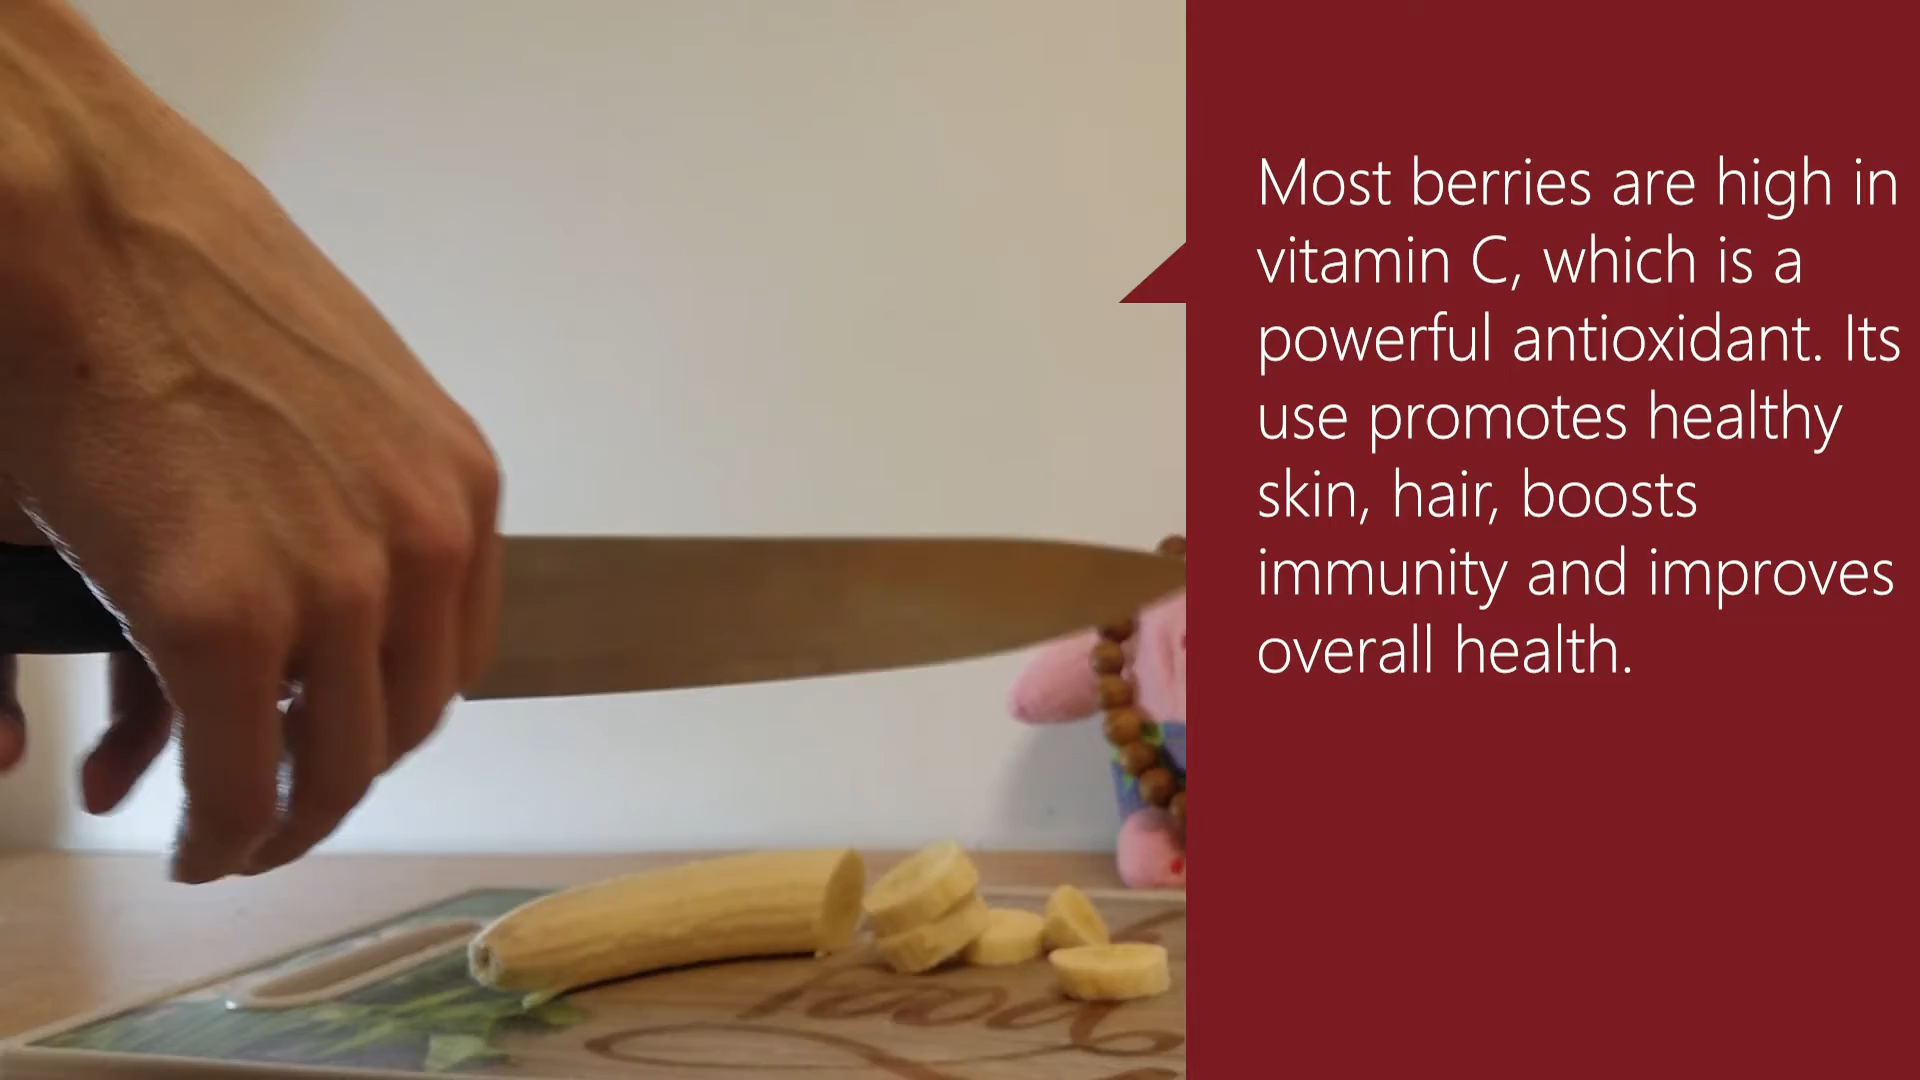 Most berries are high in
vitamin C, which is a
powerful antioxidant. Its
use promotes healthy
skin, hair, boosts
immunity and improves
overall health.
food